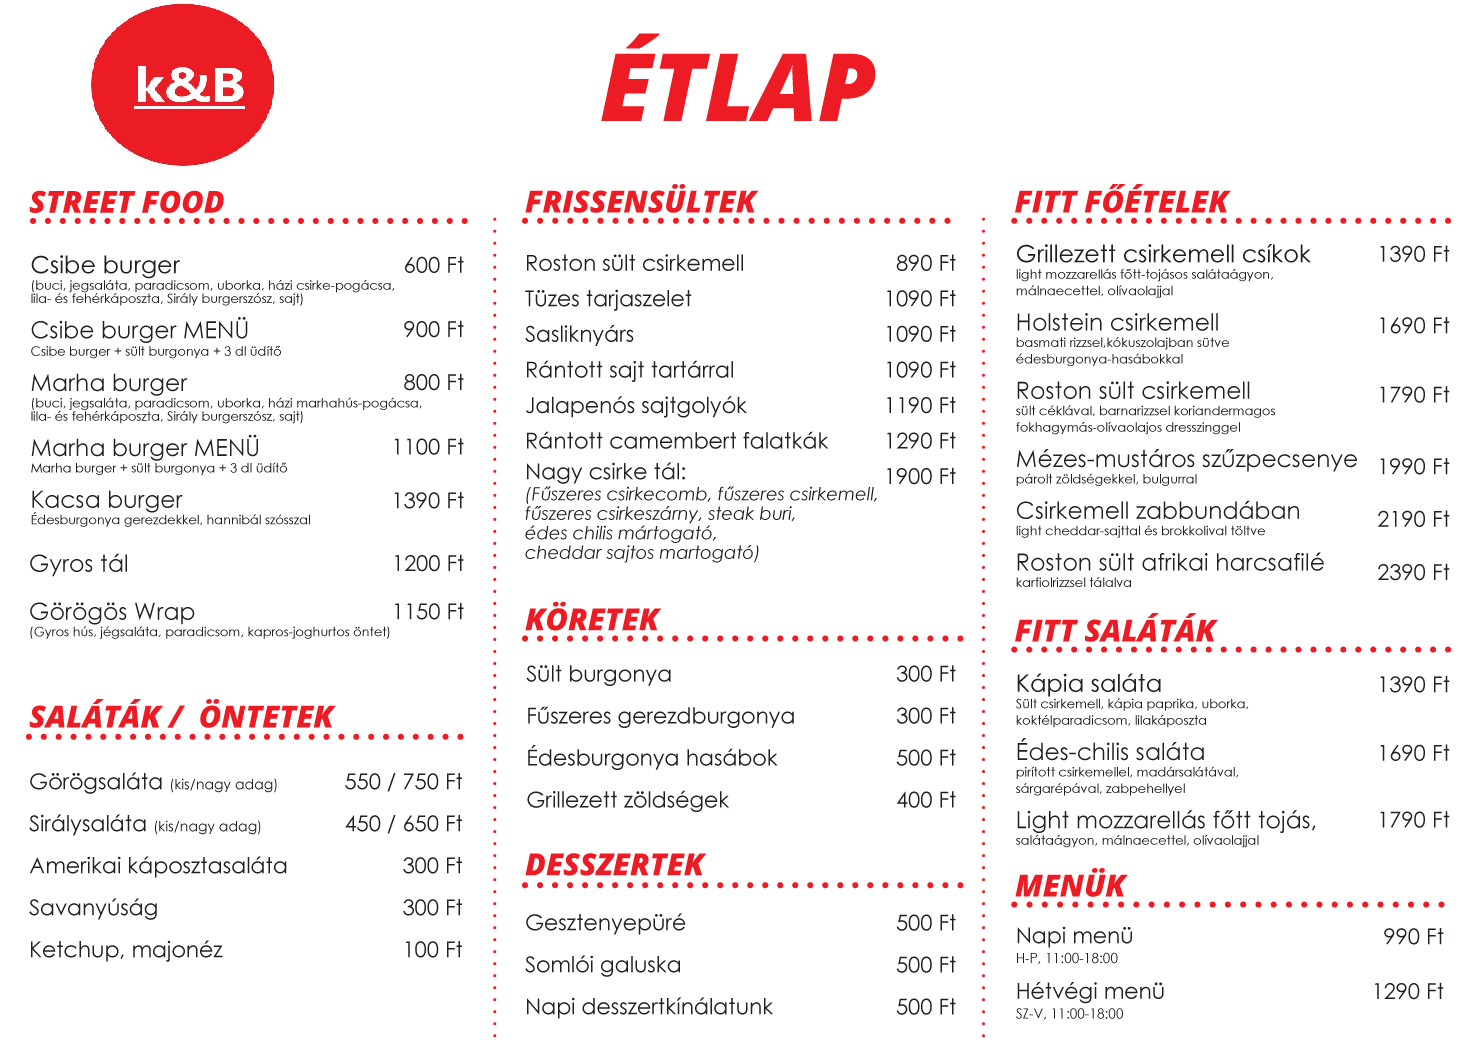 k&B
ÉTLAP
STREET FOOD
Csibe burger 600 Ft
(buci, jegsaláta, paradicsom, uborka, házi csirke-pogácsa,
lila- és fehérkáposzta, Sirály burgerszósz, sajt)
Csibe burger MENÜ 900 Ft
Csibe burger + sült burgonya + 3 dl üdítő
Marha burger 800 Ft
(buci, jegsaláta, paradicsom, uborka, házi marhahús-pogácsa,
lila- és fehérkáposzta, Sirály burgerszósz, sajt)
Marha burger MENÜ 1100 Ft
Marha burger + sült burgonya + 3 dl üdítő
Kacsa burger 1390 Ft
Édesburgonya gerezdekkel, hannibál szósszal
Gyros tál 1200 Ft
Görögös Wrap 1150 Ft
(Gyros hús, jégsaláta, paradicsom, kapros-joghurtos öntet)
SALÁTÁK / ÖNTETEK
Görögsaláta (kis/nagy adag) 550 / 750 Ft
Sirálysaláta (kis/nagy adag) 450 / 650 Ft
Amerikai káposztasaláta 300 Ft
Savanyúság 300 Ft
Ketchup, majonéz 100 Ft
FRISSENSÜLTEK
Roston sült csirkemell 890 Ft
Tüzes tarjaszelet 1090 Ft
Sasliknyárs 1090 Ft
Rántott sajt tartárral 1090 Ft
Jalapenós sajtgolyók 1190 Ft
Rántott camembert falatkák 1290 Ft
Nagy csirke tál: 1900 Ft
(Fűszeres csirkecomb, fűszeres csirkemell,
fűszeres csirkeszárny, steak buri,
édes chilis mártogató,
cheddar sajtos martogató)
KÖRETEK
Sült burgonya 300 Ft
Fűszeres gerezdburgonya 300 Ft
Édesburgonya hasábok 500 Ft
Grillezett zöldségek 400 Ft
DESSZERTEK
Gesztenyepüré 500 Ft
Somlói galuska 500 Ft
Napi desszertkínálatunk 500 Ft
FITT FŐÉTELEK
Grillezett csirkemell csíkok 1390 Ft
light mozzarellás főtt-tojásos salátaágyon,
málnaecettel, olívaolajjal
Holstein csirkemell 1690 Ft
basmati rizzsel,kókuszolajban sütve
édesburgonya-hasábokkal
Roston sült csirkemell 1790 Ft
sült céklával, barnarizzsel koriandermagos
fokhagymás-olívaolajos dresszinggel
Mézes-mustáros szűzpecsenye 1990 Ft
párolt zöldségekkel, bulgurral
Csirkemell zabbundában 2190 Ft
light cheddar-sajttal és brokkolival töltve
Roston sült afrikai harcsafilé 2390 Ft
karfiolrizzsel tálalva
FITT SALÁTÁK
Kápia saláta 1390 Ft
Sült csirkemell, kápia paprika, uborka,
koktélparadicsom, lilakáposzta
Édes-chilis saláta 1690 Ft
pirított csirkemellel, madársalátával,
sárgarépával, zabpehellyel
Light mozzarellás főtt tojás, 1790 Ft
salátaágyon, málnaecettel, olívaolajjal
MENÜK
Napi menü 990 Ft
H-P, 11:00-18:00
Hétvégi menü 1290 Ft
SZ-V, 11:00-18:00